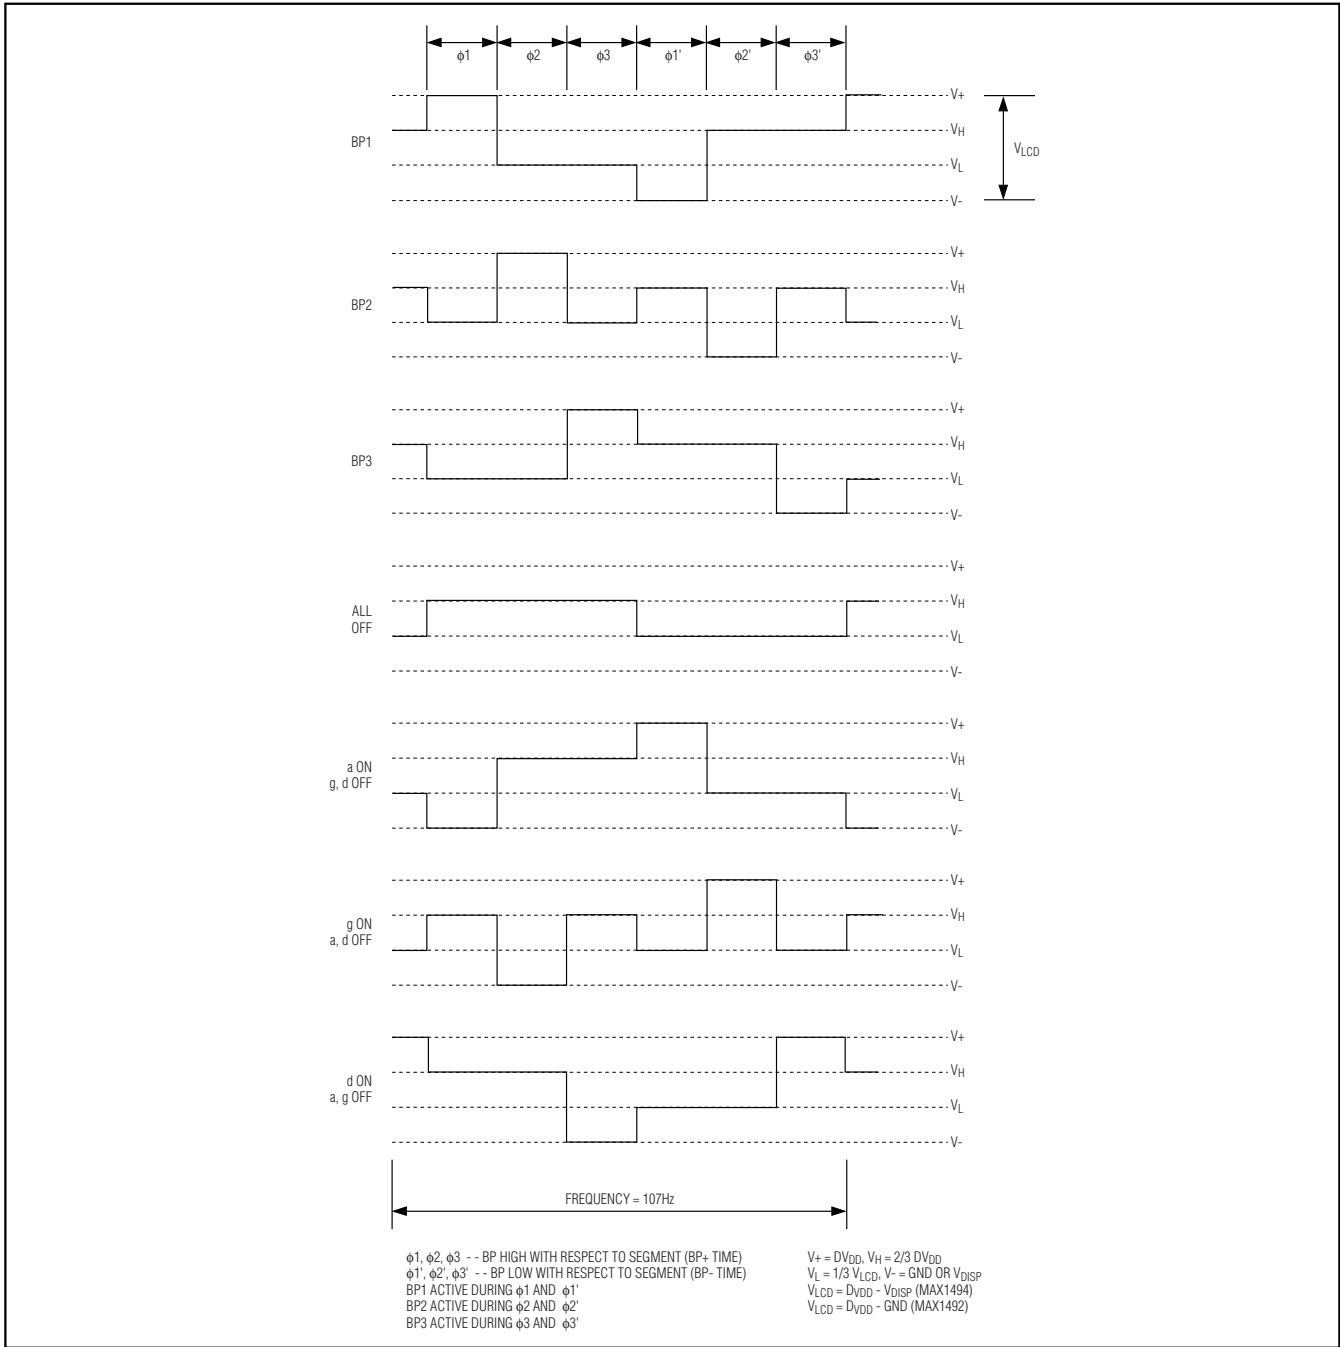 ϕ1 ϕ2 ϕ3 ϕ1' ϕ2' ϕ3'
V+
BP1
VH
VLCD
VL
V-
V+
BP2
VH
VL
V-
V+
BP3
VH
VL
V-
V+
ALL
OFF
VH
VL
V-
V+
a ON
g, d OFF
VH
VL
V-
V+
g ON
a, d OFF
VH
VL
V-
V+
d ON
a, g OFF
VH
VL
V-
FREQUENCY = 107Hz
ϕ1, ϕ2, ϕ3 - - BP HIGH WITH RESPECT TO SEGMENT (BP+ TIME)
ϕ1', ϕ2', ϕ3' - - BP LOW WITH RESPECT TO SEGMENT (BP- TIME)
BP1 ACTIVE DURING ϕ1 AND ϕ1'
BP2 ACTIVE DURING ϕ2 AND ϕ2'
BP3 ACTIVE DURING ϕ3 AND ϕ3'
V+ = DVDD, VH = 2/3 DVDD
VL = 1/3 VLCD, V- = GND OR VDISP
VLCD = DVDD - VDISP (MAX1494)
VLCD = DVDD - GND (MAX1492)